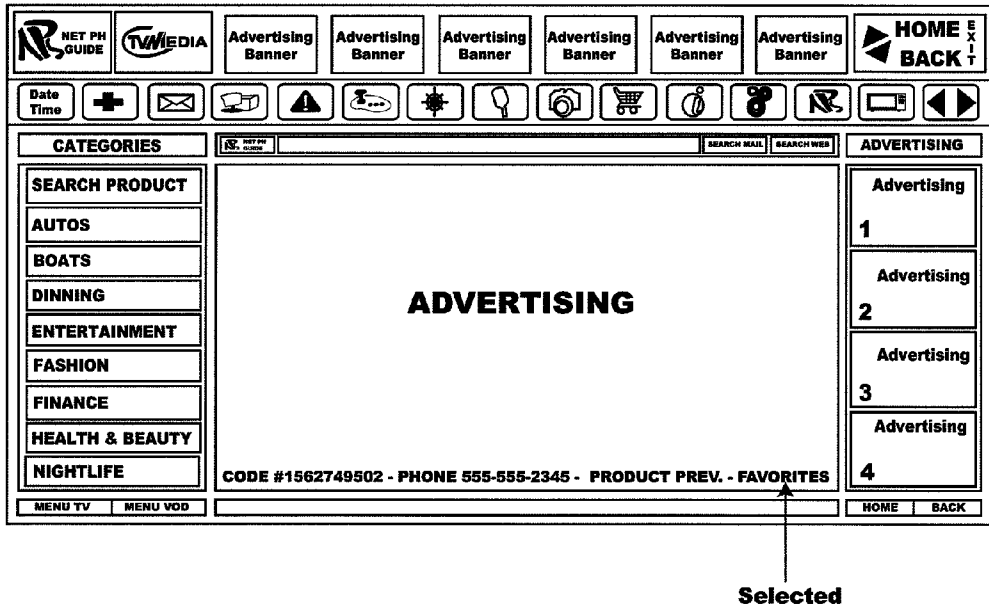 NET PH
GUIDE
TVMEDIA
Advertising
Banner
Advertising
Banner
Advertising
Banner
Advertising
Banner
Advertising
Banner
Advertising
Banner
HOME
BACK
EXIT
Date
Time
CATEGORIES
NET PH
GUIDE
SEARCH MAIL
SEARCH WEB
ADVERTISING
SEARCH PRODUCT
AUTOS
BOATS
DINNING
ENTERTAINMENT
FASHION
FINANCE
HEALTH & BEAUTY
NIGHTLIFE
ADVERTISING
CODE #1562749502 - PHONE 555-555-2345 - PRODUCT PREV. - FAVORITES
Advertising
1
Advertising
2
Advertising
3
Advertising
4
MENU TV
MENU VOD
HOME
BACK
Selected